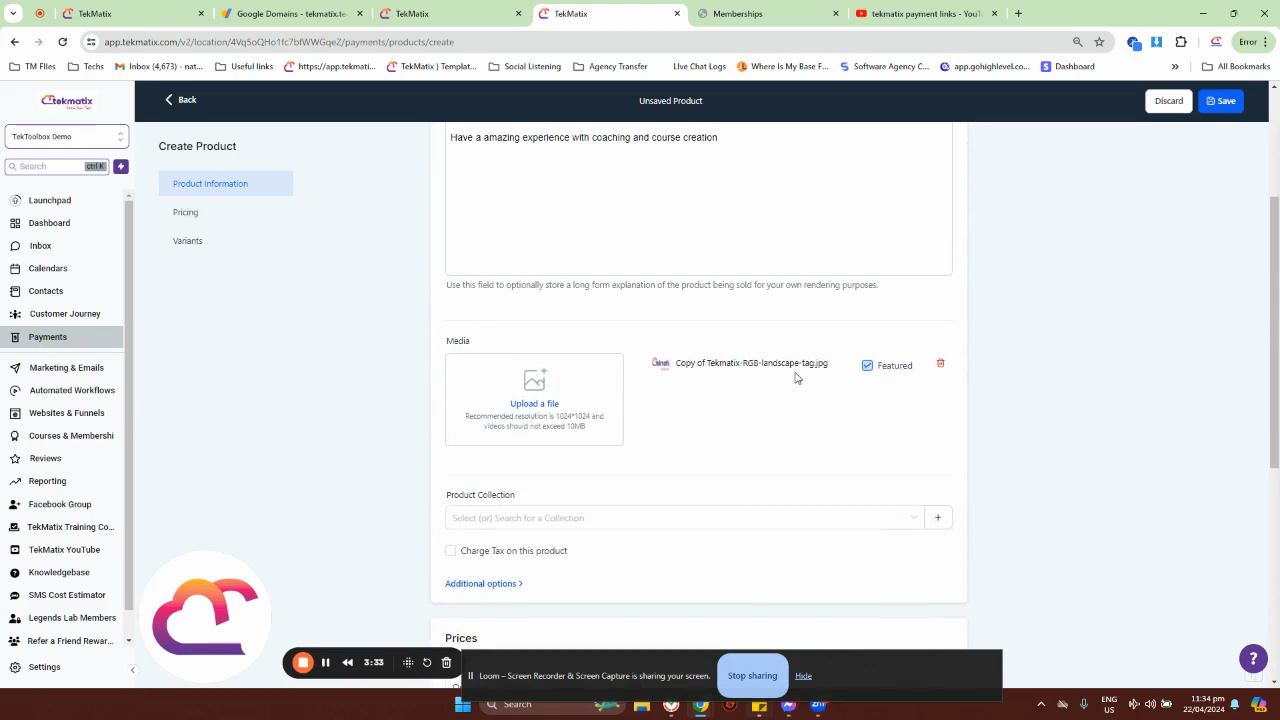 TekMatix
Google Domains - tekmatix.te
TekMatix
TekMatix
Memberships
tekmatix payment links - YouT
app.tekmatix.com/v2/location/4Vq5oQHo1fc7bfWWGqeZ/payments/products/create
Error
TM FIles
Techs
Inbox (4,673) - nat...
Useful links
https://app.tekmati...
TekMatix ) Templat...
Social Listening
Agency Transfer
Live Chat Logs
Where Is My Base F...
Software Agency C...
app.gohighlevel.co...
Dashboard
All Bookmarks
tekmatix
Back
Unsaved Product
Discard
Save
TekToolbox Demo
Search
ctrl K
Create Product
Product Information
Pricing
Variants
Launchpad
Dashboard
Inbox
Calendars
Contacts
Customer Journey
Payments
Marketing & Emails
Automated Workflows
Websites & Funnels
Courses & Membershi
Reviews
Reporting
Facebook Group
TekMatix Training Co...
TekMatix YouTube
Knowledgebase
SMS Cost Estimator
Legends Lab Members
Refer a Friend Rewar...
Settings
Have a amazing experience with coaching and course creation
Use this field to optionally store a long form explanation of the product being sold for your own rendering purposes.
Media
Upload a file
Recommended resolution is 1024*1024 and
videos should not exceed 10MB
Copy of Tekmatix-RGB-landscape-tag.jpg
Featured
Product Collection
Select (or) Search for a Collection
Charge Tax on this product
Additional options
Prices
3:33
Loom – Screen Recorder & Screen Capture is sharing your screen.
Stop sharing
Hide
Search
ENG
US
11:34 pm
22/04/2024